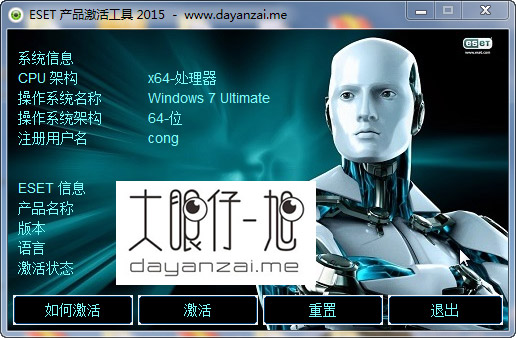 ESET 产品激活工具 2015 - www.dayanzai.me
eseT
www.eset.com
系统信息
CPU 架构 x64-处理器
操作系统名称 Windows 7 Ultimate
操作系统架构 64-位
注册用户名 cong
ESET 信息
产品名称
版本
语言
激活状态
大眼仔-旭
dayanzai.me
如何激活 激活 重置 退出